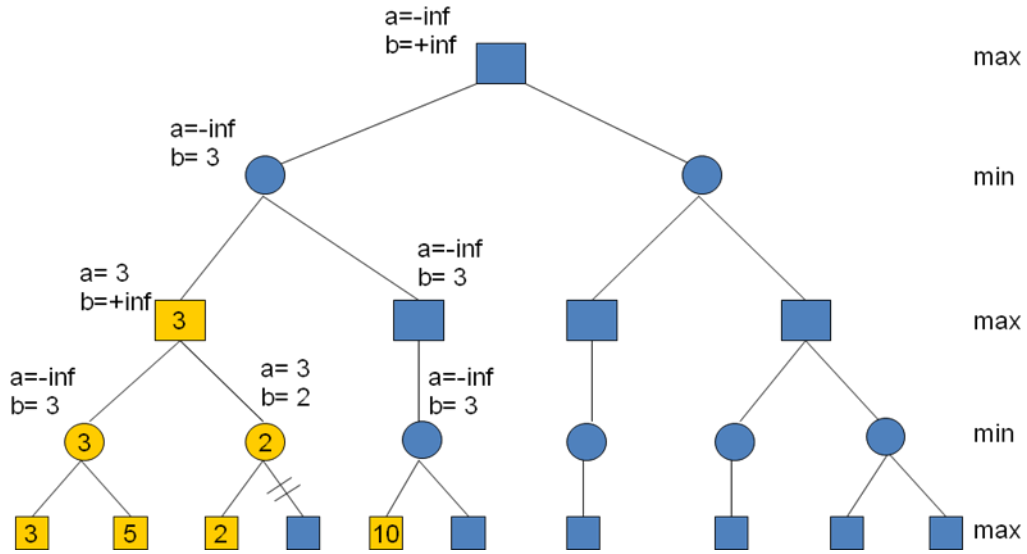 a=-inf
b=+inf
max
a=-inf
b= 3
min
a= 3
b=+inf
3
a=-inf
b= 3
max
a=-inf
b= 3
3
a= 3
b= 2
2
a=-inf
b= 3
min
3
5
2
10
max